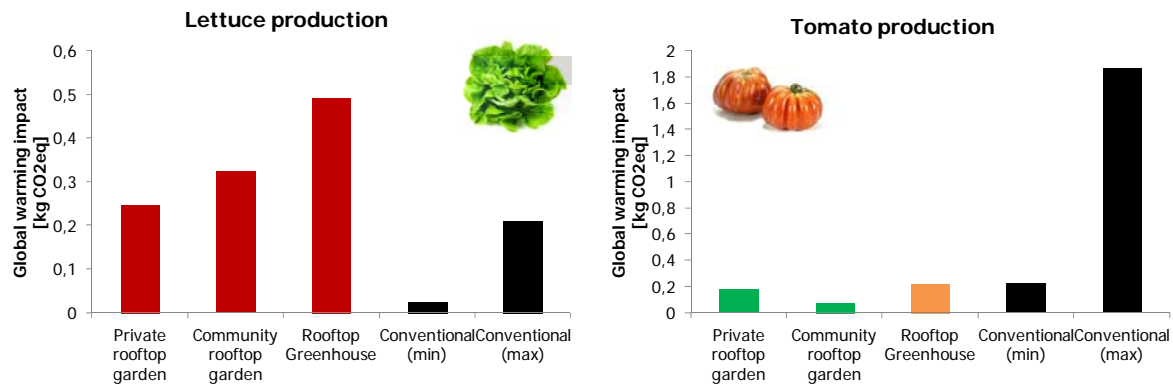 Lettuce production
Global warming impact
[kg CO2eq]
0,6
0,5
0,4
0,3
0,2
0,1
0
Private
rooftop
garden
Community
rooftop
garden
Rooftop
Greenhouse
Conventional
(min)
Conventional
(max)
Tomato production
Global warming impact
[kg CO2eq]
2
1,8
1,6
1,4
1,2
1
0,8
0,6
0,4
0,2
0
Private
rooftop
garden
Community
rooftop
garden
Rooftop
Greenhouse
Conventional
(min)
Conventional
(max)